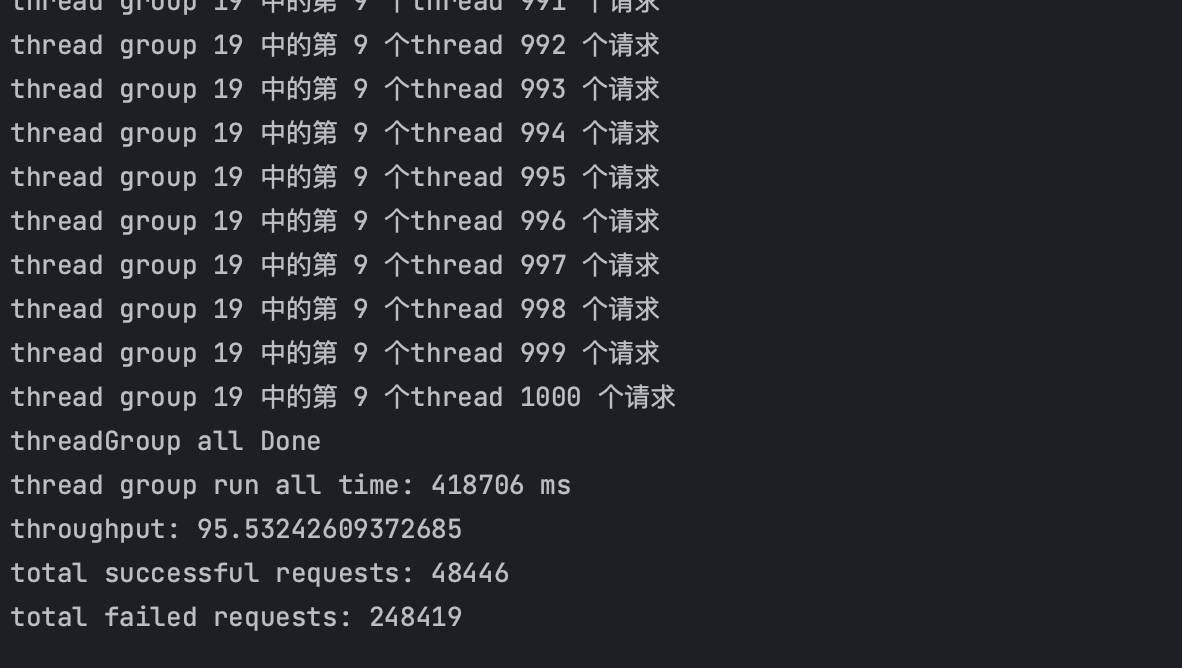 thread group 19 中的第 9 个thread 991 个请求
thread group 19 中的第 9 个thread 992 个请求
thread group 19 中的第 9 个thread 993 个请求
thread group 19 中的第 9 个thread 994 个请求
thread group 19 中的第 9 个thread 995 个请求
thread group 19 中的第 9 个thread 996 个请求
thread group 19 中的第 9 个thread 997 个请求
thread group 19 中的第 9 个thread 998 个请求
thread group 19 中的第 9 个thread 999 个请求
thread group 19 中的第 9 个thread 1000 个请求
threadGroup all Done
thread group run all time: 418706 ms
throughput: 95.53242609372685
total successful requests: 48446
total failed requests: 248419